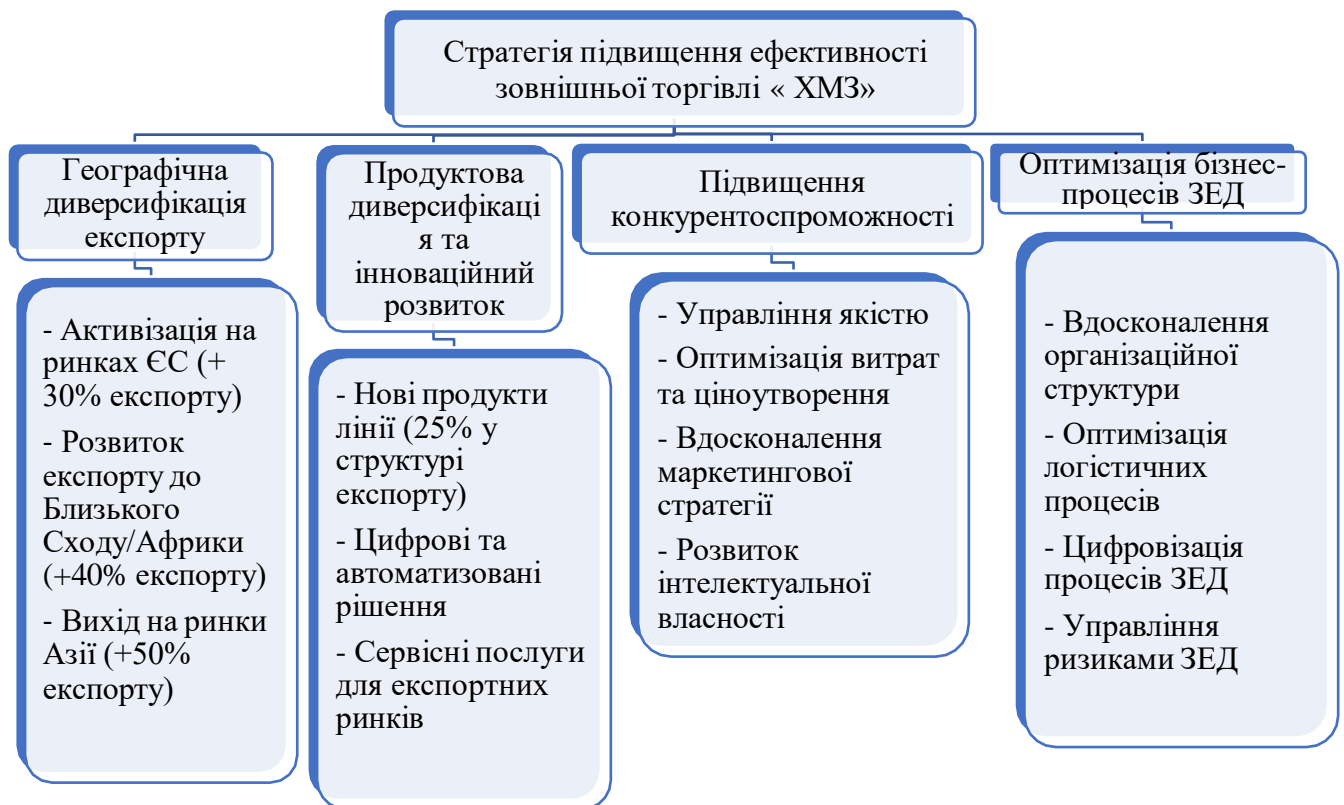 Стратегія підвищення ефективності
зовнішньої торгівлі « ХМЗ»
Географічна
диверсифікація
експорту
Продуктова
диверсифікаці
я та
інноваційний
розвиток
Підвищення
конкурентоспроможності
Оптимізація бізнес-
процесів ЗЕД
- Активізація на
ринках ЄС (+
30% експорту)
- Розвиток
експорту до
Близького
Сходу/Африки
(+40% експорту)
- Вихід на ринки
Азії (+50%
експорту)
- Нові продукти
лінії (25% у
структурі
експорту)
- Цифрові та
автоматизовані
рішення
- Сервісні послуги
для експортних
ринків
- Управління якістю
- Оптимізація витрат
та ціноутворення
- Вдосконалення
маркетингової
стратегії
- Розвиток
інтелектуальної
власності
- Вдосконалення
організаційної
структури
- Оптимізація
логістичних
процесів
- Цифровізація
процесів ЗЕД
- Управління
ризиками ЗЕД